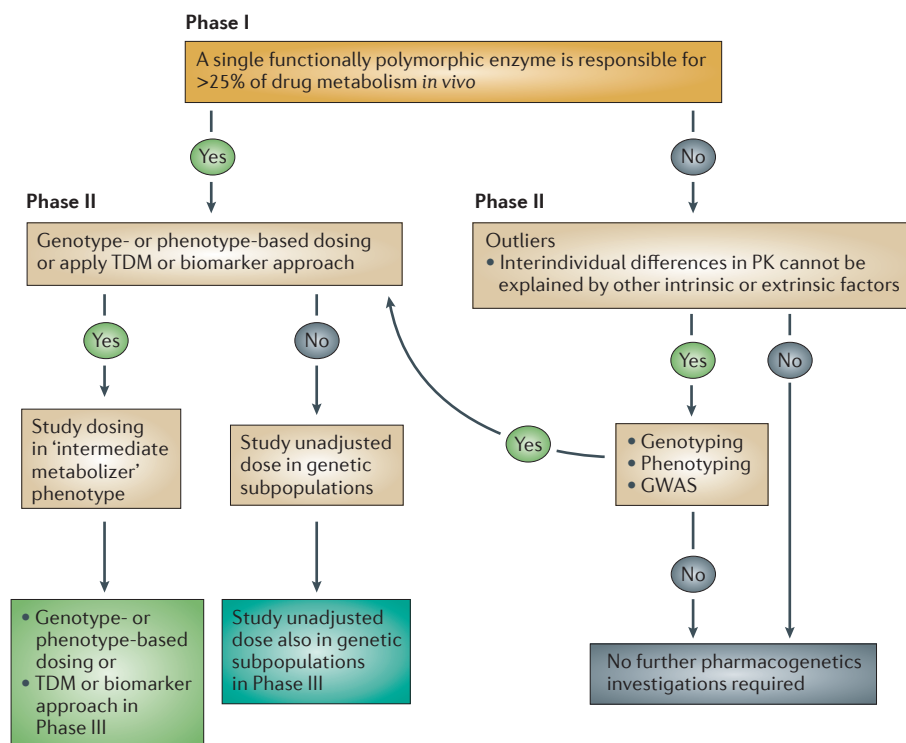 Phase I
A single functionally polymorphic enzyme is responsible for
>25% of drug metabolism in vivo
Yes
No
Phase II
Genotype- or phenotype-based dosing
or apply TDM or biomarker approach
Phase II
Outliers
• Interindividual differences in PK cannot be
explained by other intrinsic or extrinsic factors
Yes
No
Yes
No
Study dosing
in ‘intermediate
metabolizer’
phenotype
Study unadjusted
dose in genetic
subpopulations
Yes
• Genotyping
• Phenotyping
• GWAS
No
• Genotype- or
phenotype-based
dosing or
• TDM or biomarker
approach in
Phase III
Study unadjusted
dose also in genetic
subpopulations
in Phase III
No further pharmacogenetics
investigations required